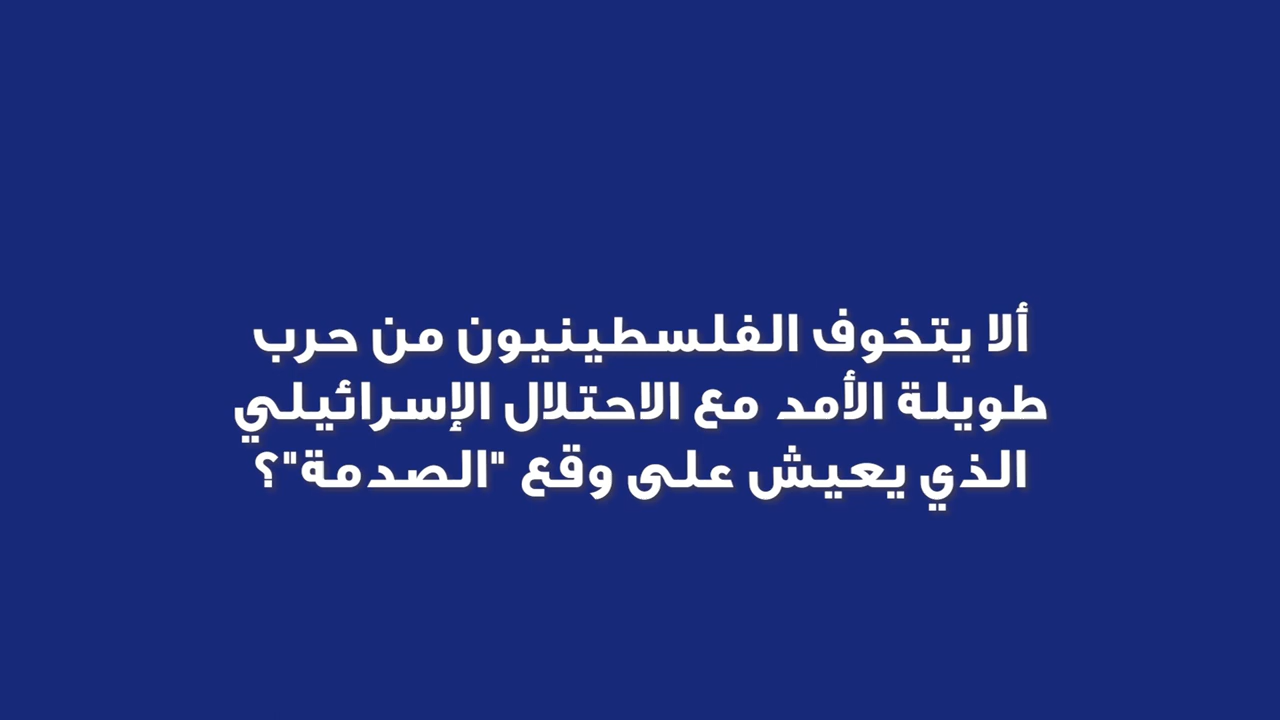 ألا يتخوف الفلسطينيون من حرب
طويلة الأمد مع الاحتلال الإسرائيلي
الذي يعيش على وقع "الصدمة"؟